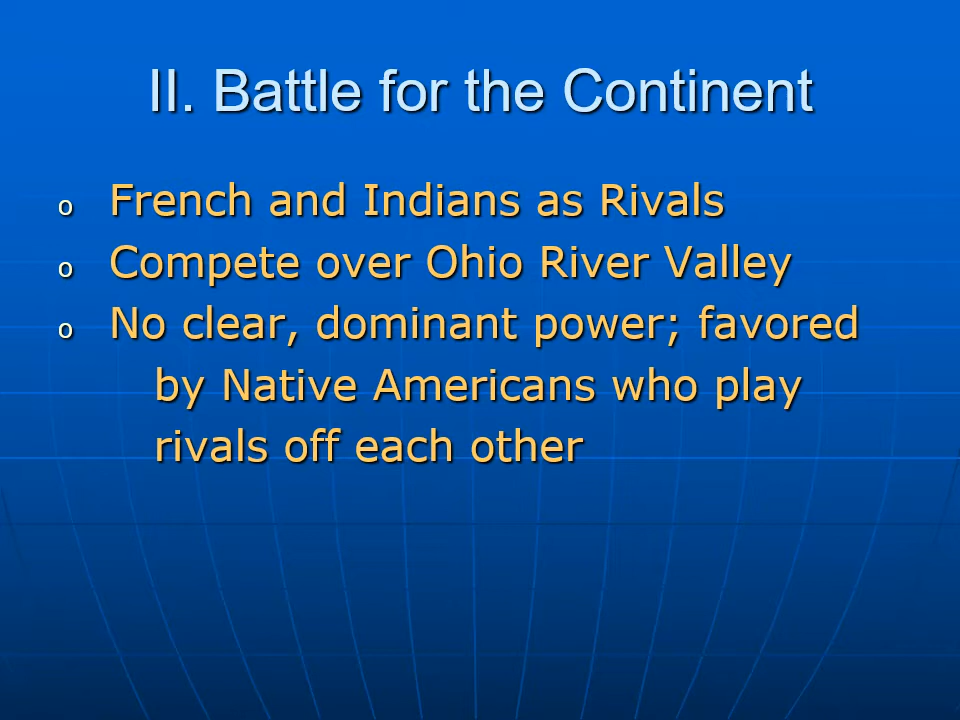 II. Battle for the Continent
o French and Indians as Rivals
o Compete over Ohio River Valley
o No clear, dominant power; favored
by Native Americans who play
rivals off each other